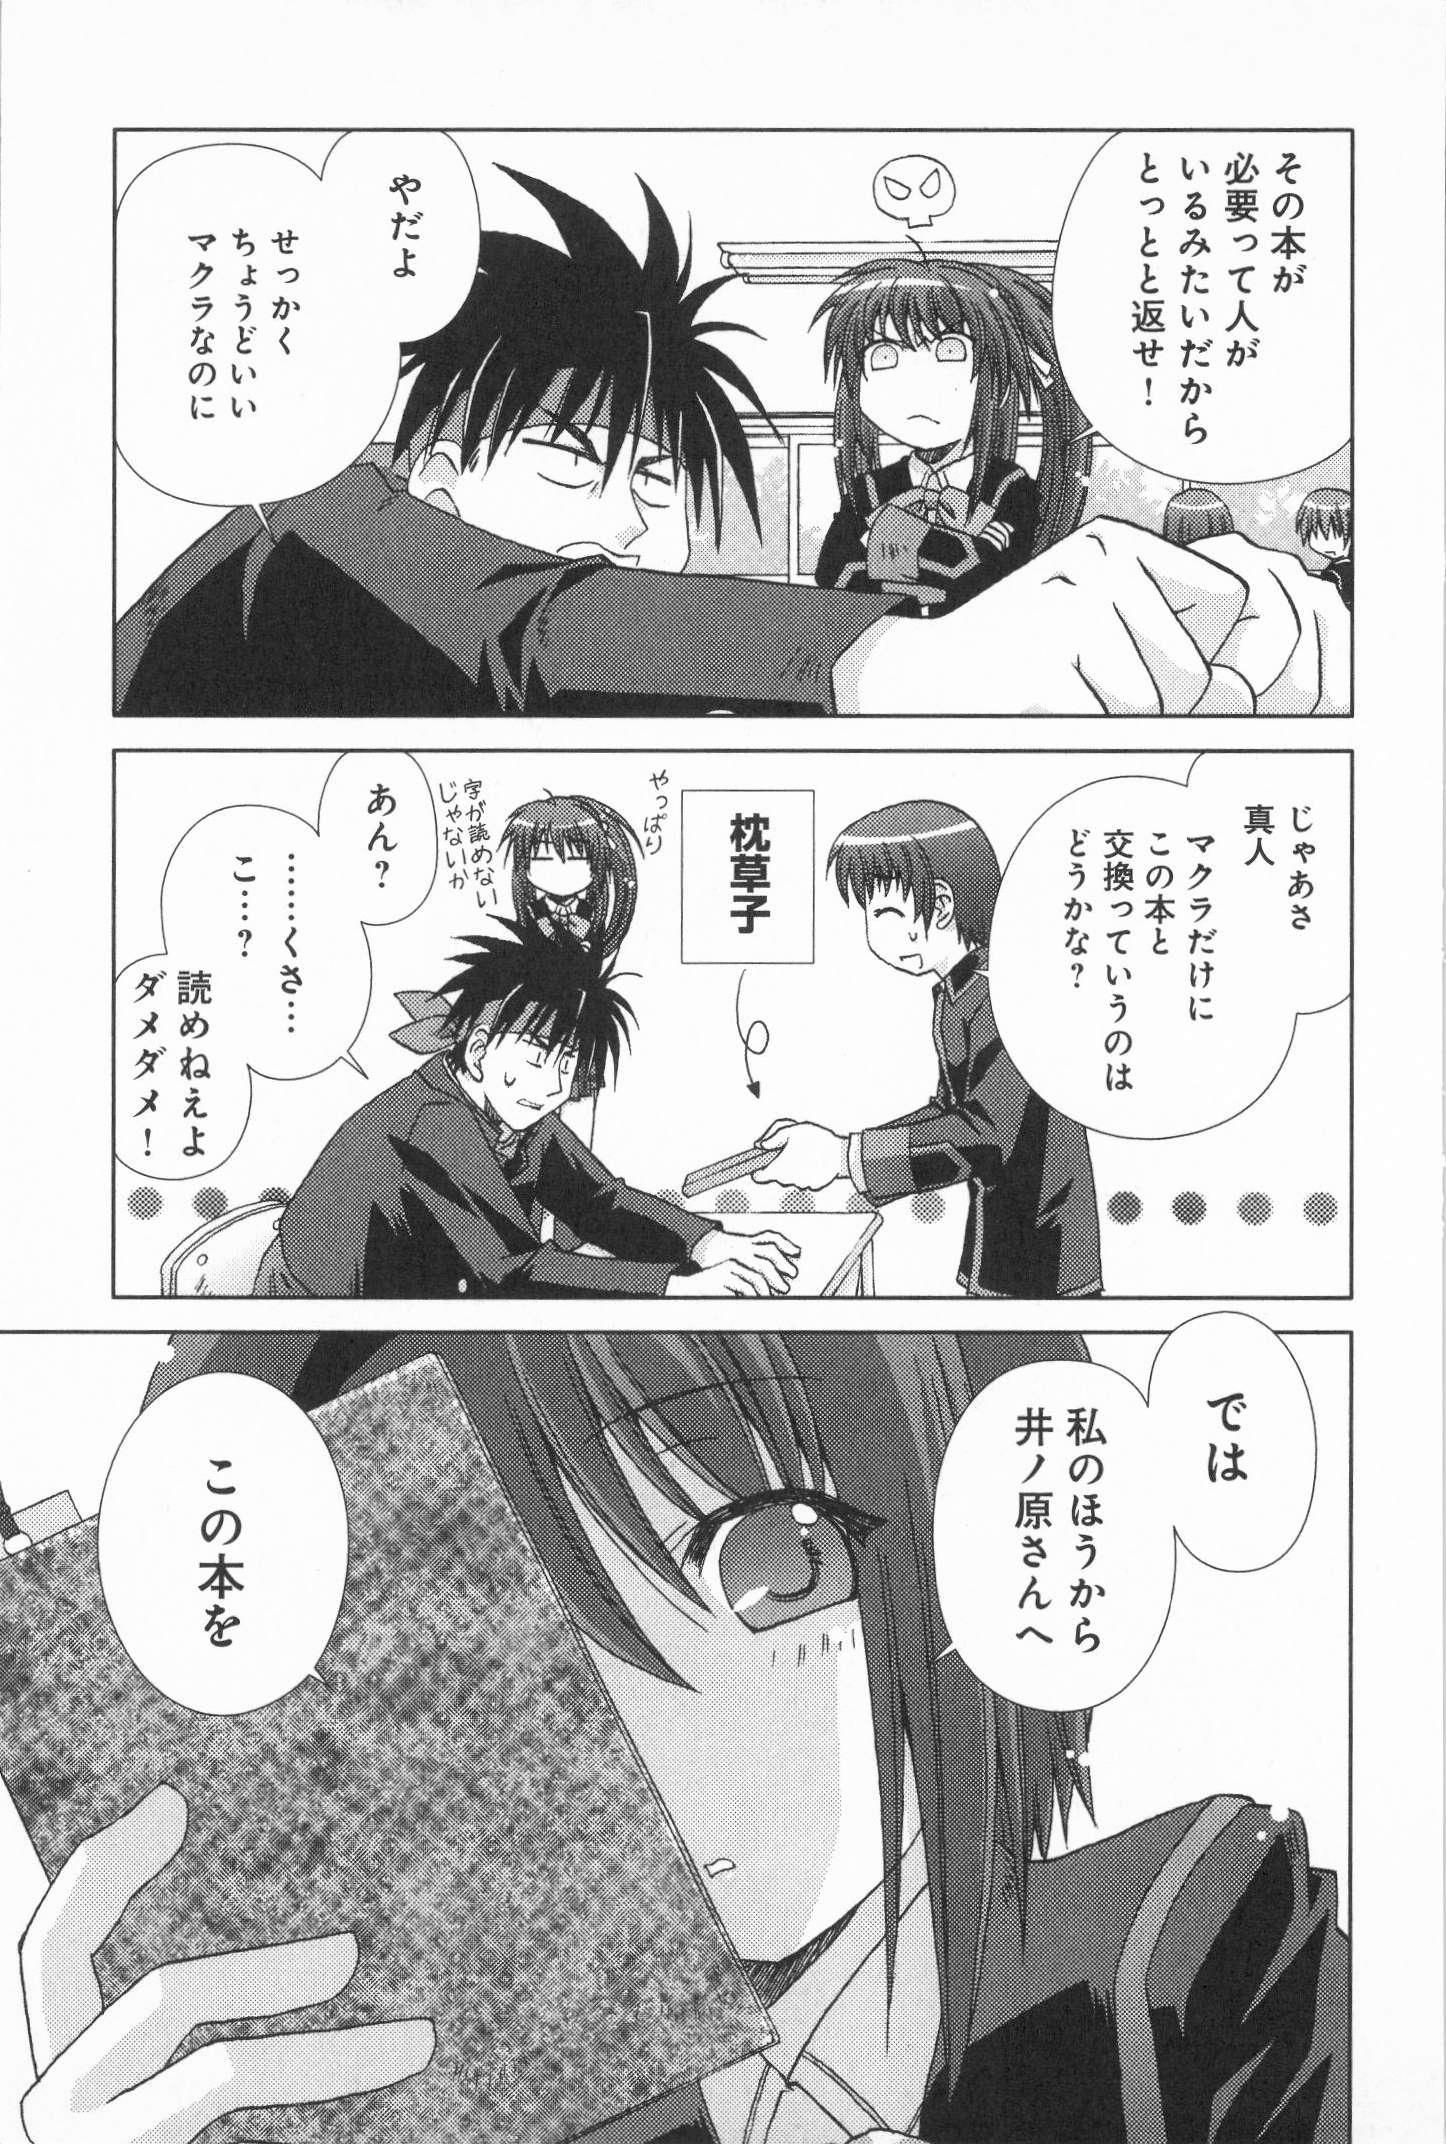 その本が
必要って人が
いるみたいだから
とっとと返せ!
やだよ
せっかく
ちょうどいい
マクラなのに
じゃあさ
真人
マクラだけに
この本と
交換っていうのは
どうかな?
枕草子
やっぱり
字が読めない
じゃないか
あん?
……くさ…
こ…?
読めねぇよ
ダメダメ!
では
私のほうから
井ノ原さんへ
この本を